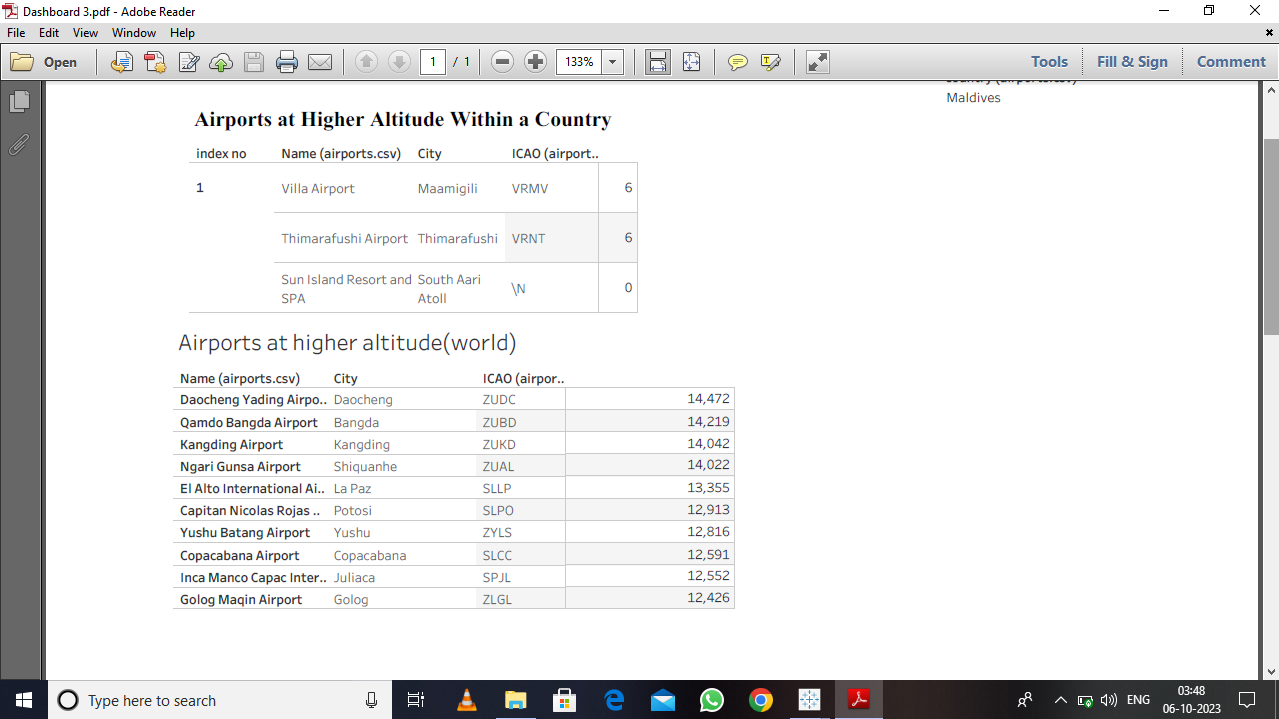 Dashboard 3.pdf - Adobe Reader
File Edit View Window Help
Open 1 / 1 133% Tools Fill & Sign Comment
Maldives
Airports at Higher Altitude Within a Country
index no Name (airports.csv) City ICAO (airport..
1 Villa Airport Maamigili VRMV 6
Thimarafushi Airport Thimarafushi VRNT 6
Sun Island Resort and South Aari
\N 0
SPA Atoll
Airports at higher altitude(world)
Name (airports.csv) City ICAO (airpor..
Daocheng Yading Airpo.. Daocheng ZUDC 14,472
Qamdo Bangda Airport Bangda ZUBD 14,219
Kangding Airport Kangding ZUKD 14,042
Ngari Gunsa Airport Shiquanhe ZUAL 14,022
El Alto International Ai.. La Paz SLLP 13,355
Capitan Nicolas Rojas .. Potosi SLPO 12,913
Yushu Batang Airport Yushu ZYLS 12,816
Copacabana Airport Copacabana SLCC 12,591
Inca Manco Capac Inter.. Juliaca SPJL 12,552
Golog Maqin Airport Golog ZLGL 12,426
Type here to search ENG 03:48
06-10-2023